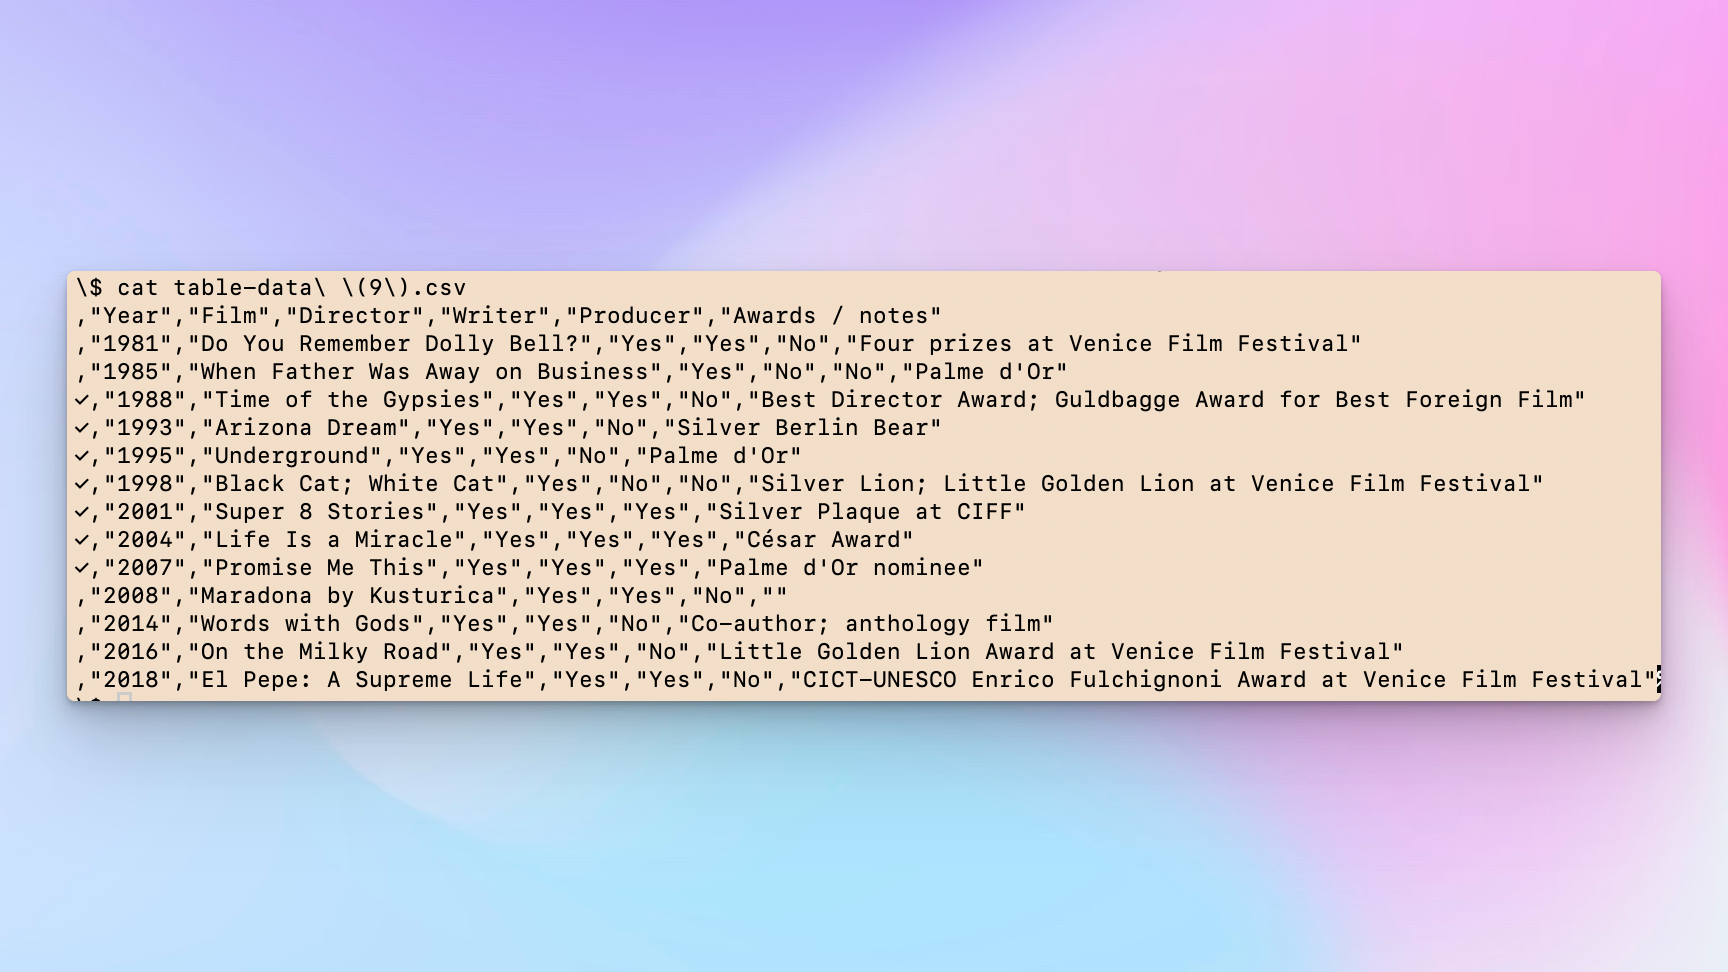 \$ cat table-data\ \(9\).csv
,"Year","Film","Director","Writer","Producer","Awards / notes"
,"1981","Do You Remember Dolly Bell?","Yes","Yes","No","Four prizes at Venice Film Festival"
,"1985","When Father Was Away on Business","Yes","No","No","Palme d'Or"
✓,"1988","Time of the Gypsies","Yes","Yes","No","Best Director Award; Guldbagge Award for Best Foreign Film"
✓,"1993","Arizona Dream","Yes","Yes","No","Silver Berlin Bear"
✓,"1995","Underground","Yes","Yes","No","Palme d'Or"
✓,"1998","Black Cat; White Cat","Yes","No","No","Silver Lion; Little Golden Lion at Venice Film Festival"
✓,"2001","Super 8 Stories","Yes","Yes","Yes","Silver Plaque at CIFF"
✓,"2004","Life Is a Miracle","Yes","Yes","Yes","César Award"
✓,"2007","Promise Me This","Yes","Yes","Yes","Palme d'Or nominee"
,"2008","Maradona by Kusturica","Yes","Yes","No",""
,"2014","Words with Gods","Yes","Yes","No","Co-author; anthology film"
,"2016","On the Milky Road","Yes","Yes","No","Little Golden Lion Award at Venice Film Festival"
,"2018","El Pepe: A Supreme Life","Yes","Yes","No","CICT-UNESCO Enrico Fulchignoni Award at Venice Film Festival"